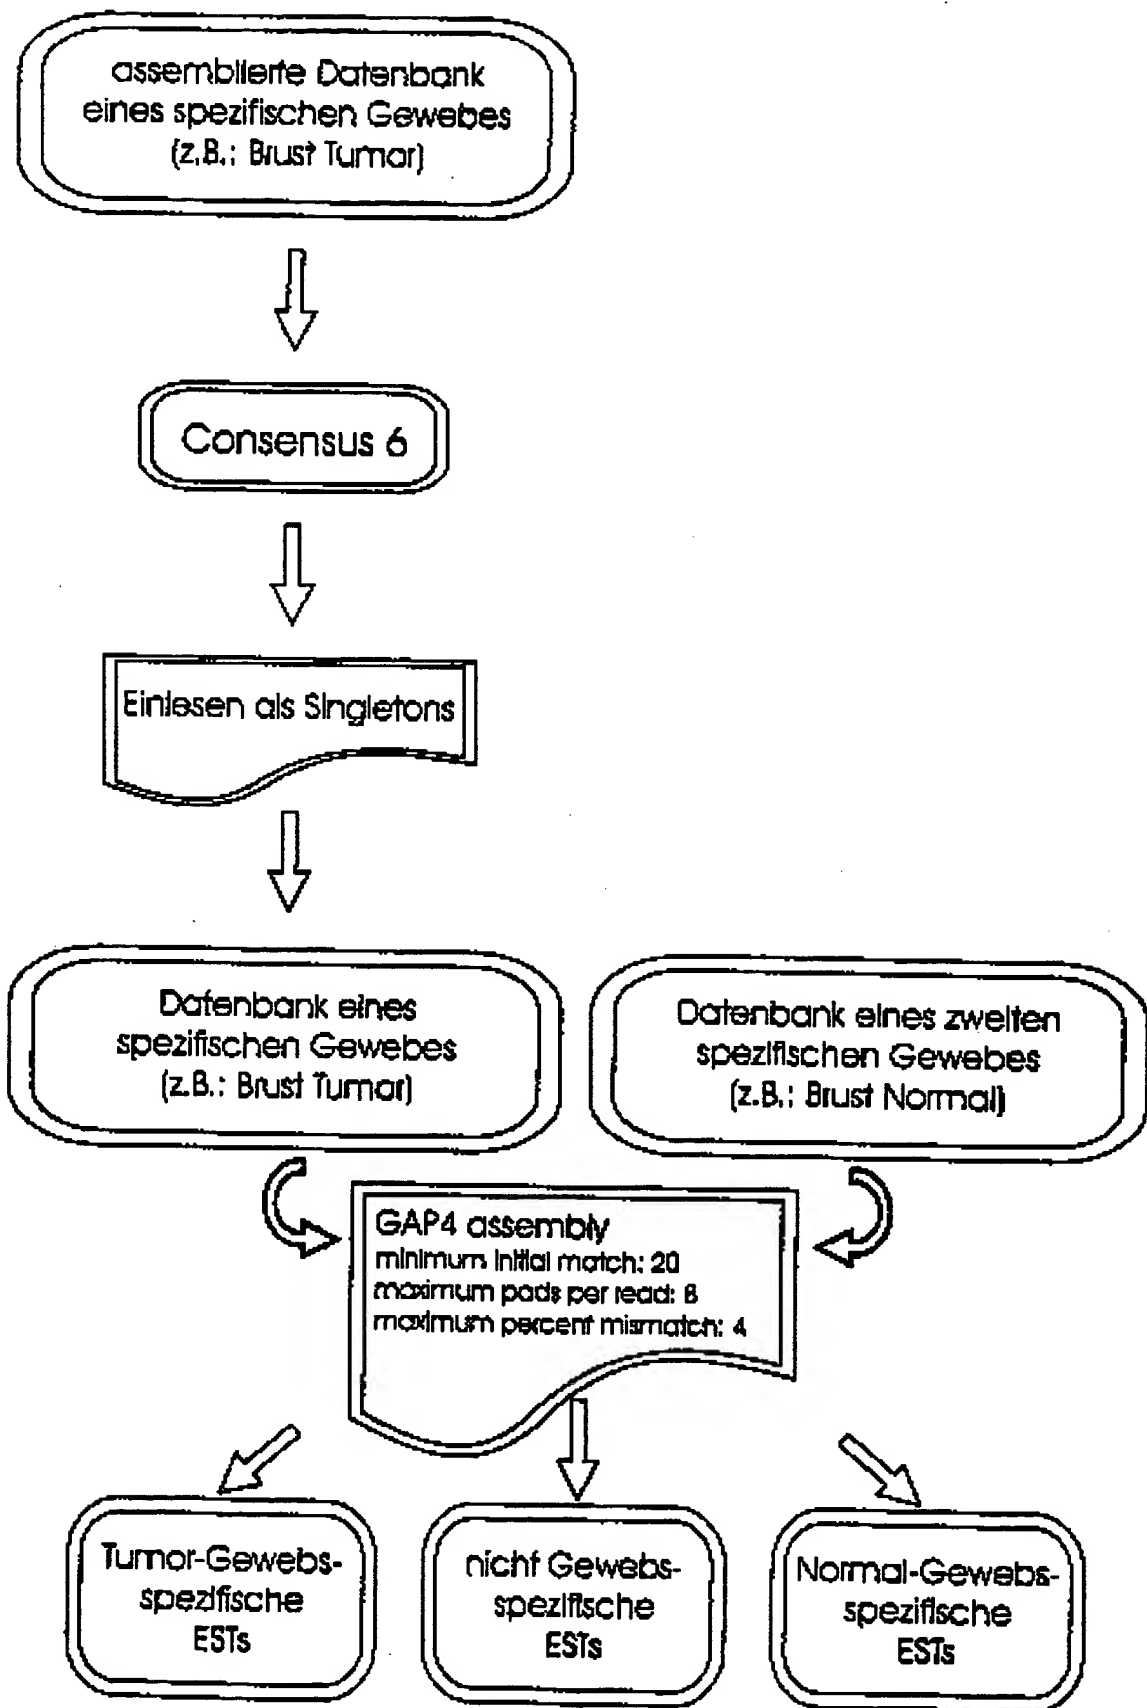 assemblierte Datenbank
eines spezifischen Gewebes
(z.B.: Brust Tumor)
Consensus 6
Einlesen als Singletons
Datenbank eines
spezifischen Gewebes
(z.B.: Brust Tumor)
Datenbank eines zweiten
spezifischen Gewebes
(z.B.: Brust Normal)
GAP4 assembly
minimum initial match: 20
maximum pads per read: 8
maximum percent mismatch: 4
Tumor-Gewebs-
spezifische
ESTs
nicht Gewebs-
spezifische
ESTs
Normal-Gewebs-
spezifische
ESTs